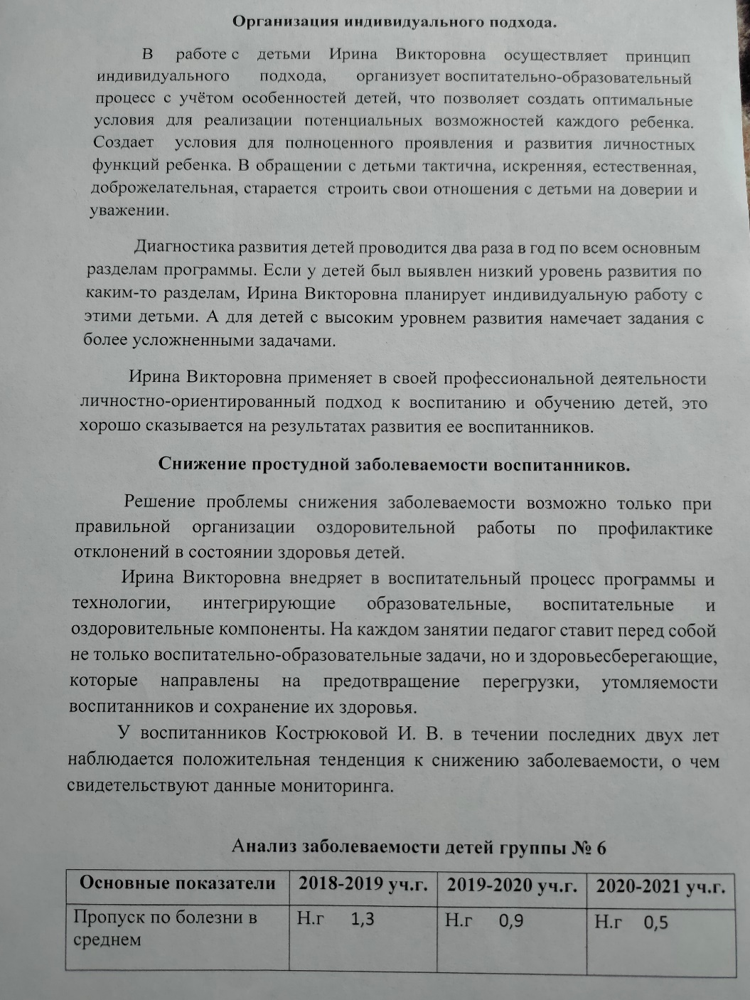 Организация индивидуального подхода.
В работе с детьми Ирина Викторовна осуществляет принцип
индивидуального подхода, организует воспитательно-образовательный
процесс с учётом особенностей детей, что позволяет создать оптимальные
условия для реализации потенциальных возможностей каждого ребенка.
Создает условия для полноценного проявления и развития личностных
функций ребенка. В обращении с детьми тактична, искренняя, естественная,
доброжелательная, старается строить свои отношения с детьми на доверии и
уважении.
Диагностика развития детей проводится два раза в год по всем основным
разделам программы. Если у детей был выявлен низкий уровень развития по
каким-то разделам, Ирина Викторовна планирует индивидуальную работу с
этими детьми. А для детей с высоким уровнем развития намечает задания с
более усложненными задачами.
Ирина Викторовна применяет в своей профессиональной деятельности
личностно-ориентированный подход к воспитанию и обучению детей, это
хорошо сказывается на результатах развития ее воспитанников.
Снижение простудной заболеваемости воспитанников.
Решение проблемы снижения заболеваемости возможно только при
правильной организации оздоровительной работы по профилактике
отклонений в состоянии здоровья детей.
Ирина Викторовна внедряет в воспитательный процесс программы и
технологии, интегрирующие образовательные, воспитательные и
оздоровительные компоненты. На каждом занятии педагог ставит перед собой
не только воспитательно-образовательные задачи, но и здоровьесберегающие,
которые направлены на предотвращение перегрузки, утомляемости
воспитанников и сохранение их здоровья.
У воспитанников Кострюковой И. В. в течении последних двух лет
наблюдается положительная тенденция к снижению заболеваемости, о чем
свидетельствуют данные мониторинга.
Анализ заболеваемости детей группы № 6
Основные показатели 2018-2019 уч.г. 2019-2020 уч.г. 2020-2021 уч.г.
Пропуск по болезни в Н.г 1,3 Н.г 0,9 Н.г 0,5
среднем